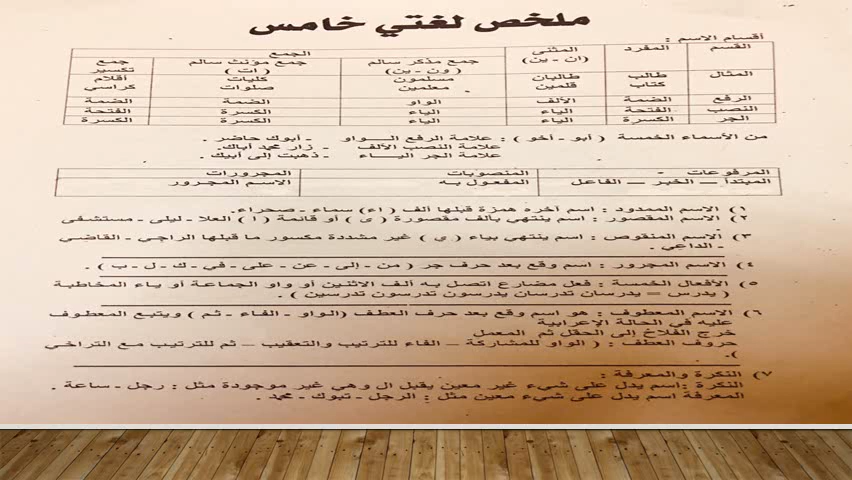 ملخص لغتي خامس
أقسام الاسم :
القسم المفرد المثنى (ان - ين) الجمع
جمع مذكر سالم (ون - ين) جمع مؤنث سالم (ات) جمع تكسير
المثال طالب كتاب طالبان قلمين مسلمون معلمين كليات صلوات أقلام كراسي
الرفع الضمة الألف الواو الضمة الضمة
النصب الفتحة الياء الياء الكسرة الفتحة
الجر الكسرة الياء الياء الكسرة الكسرة
من الأسماء الخمسة ( أبو - أخو ) : علامة الرفع الواو - أبوك حاضر .
علامة النصب الألف - زار محمد أباك.
علامة الجر الياء - ذهبت إلى أبيك .
المرفوعات المنصوبات المجرورات
المبتدأ – الخبر – الفاعل المفعول به الاسم المجرور
١) الاسم الممدود : اسم آخره همزة قبلها ألف ( اء) سماء - صحراء.
٢) الاسم المقصور : اسم ينتهي بألف مقصورة ( ى ) أو قائمة ( ا ) العلا - ليلى - مستشفى
٣) الاسم المنقوص : اسم ينتهي بياء ( ي ) غير مشددة مكسور ما قبلها الراجي - القاضي
- الداعي .
٤) الاسم المجرور : اسم وقع بعد حرف جر ( من - إلى - عن - على - في - ك - ل - ب ) .
٥) الأفعال الخمسة : فعل مضارع اتصل به ألف الاثنين أو واو الجماعة أو ياء المخاطبة
( يدرس = يدرسان تدرسان يدرسون تدرسون تدرسين ) .
٦) الاسم المعطوف : هو اسم وقع بعد حرف العطف (الواو - الفاء - ثم ) ويتبع المعطوف
عليه في الحالة الإعرابية
خرج الفلاح إلى الحقل ثم المعمل
حروف العطف : ( الواو للمشاركة – الفاء للترتيب والتعقيب – ثم للترتيب مع التراخي
).
٧) النكرة والمعرفة :
النكرة : اسم يدل على شيء غير معين يقبل ال وهي غير موجودة مثل : رجل - ساعة .
المعرفة اسم يدل على شيء معين مثل : الرجل - تبوك - محمد .